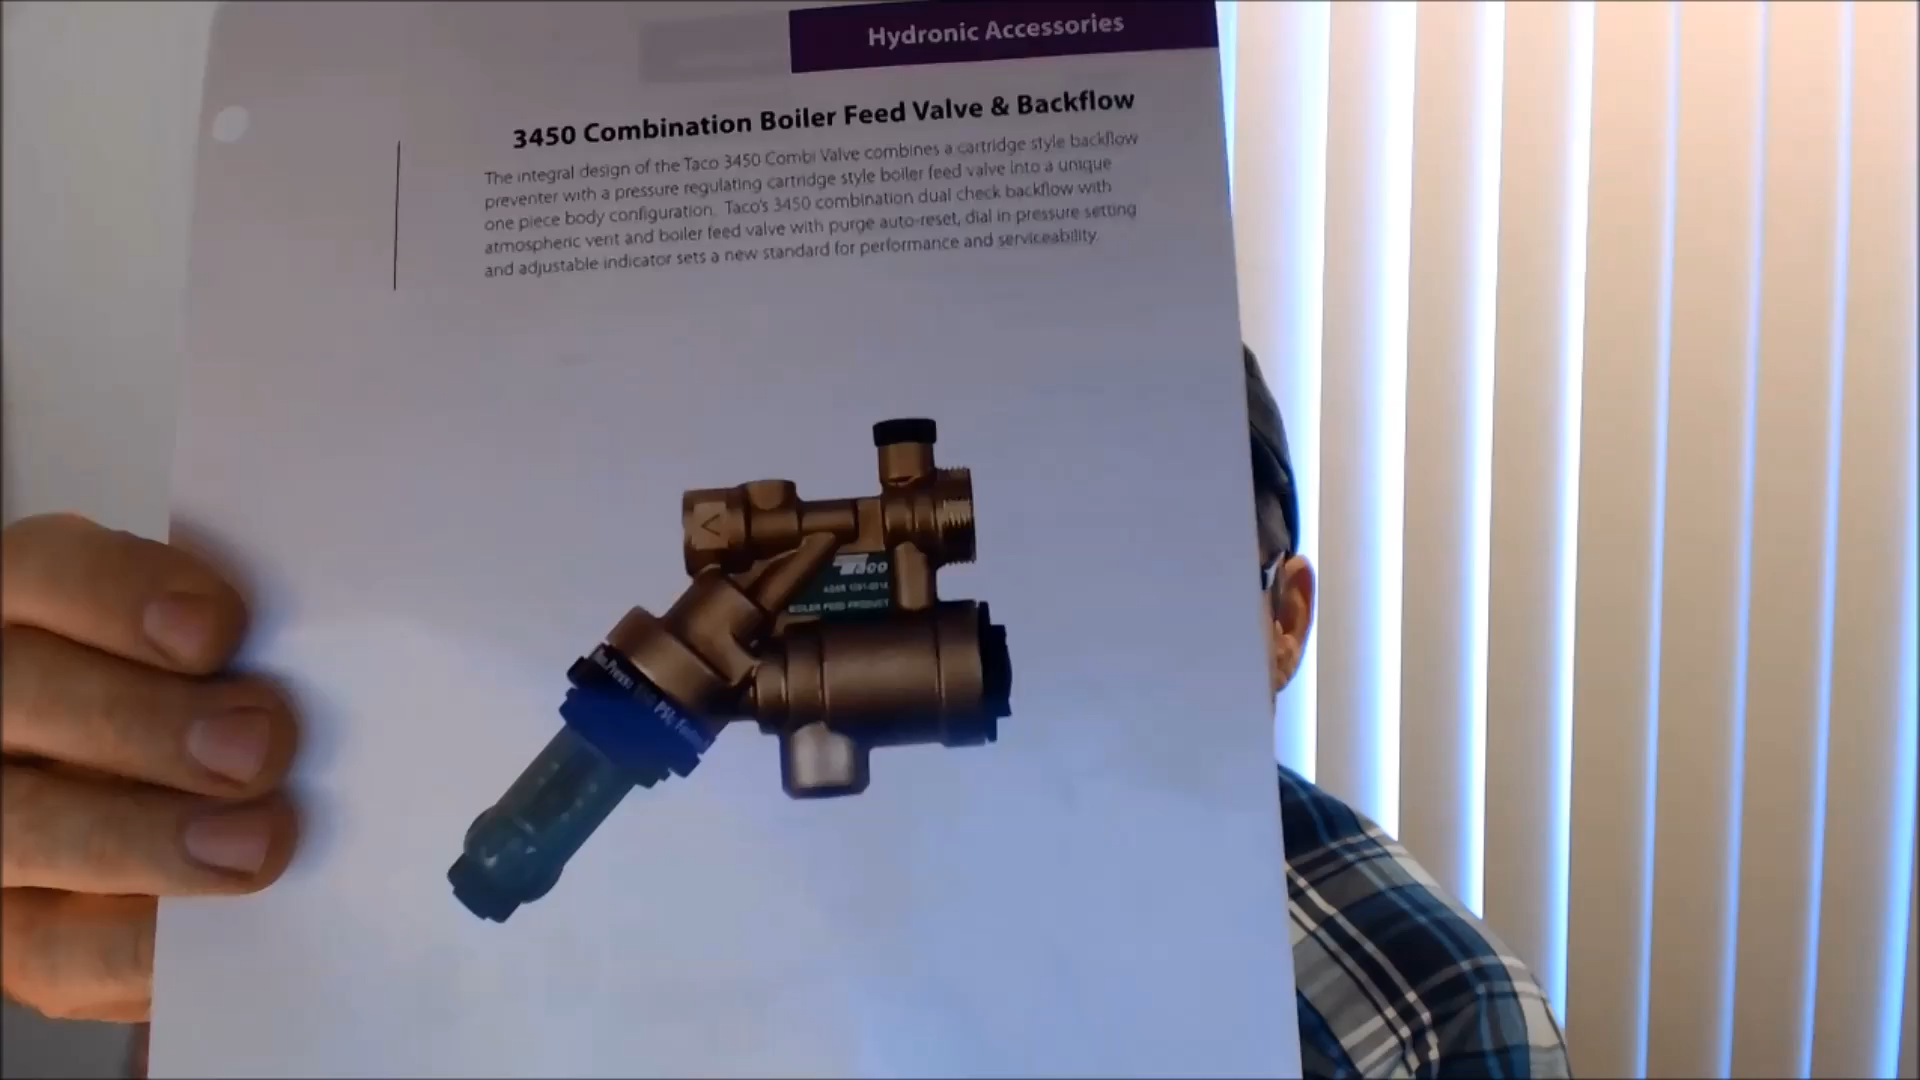 Hydronic Accessories
3450 Combination Boiler Feed Valve & Backflow
The integral design of the Taco 3450 Combi Valve combines a cartridge style backflow
preventer with a pressure regulating cartridge style boiler feed valve into a unique
one piece body configuration. Taco's 3450 combination dual check backflow with
atmospheric vent and boiler feed valve with purge auto-reset, dial in pressure setting
and adjustable indicator sets a new standard for performance and serviceability.
Taco
BOILER FEED PRODUCT
PSI